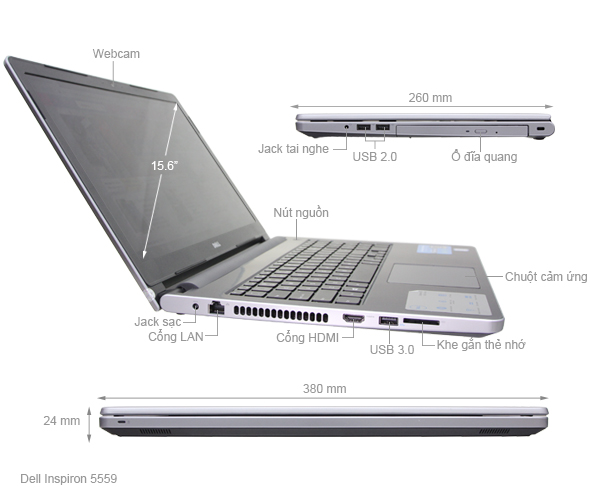 Webcam
260 mm
Jack tai nghe
USB 2.0
Ổ đĩa quang
15.6"
Nút nguồn
DELL
Chuột cảm ứng
Jack sạc
Cổng LAN
Cổng HDMI
USB 3.0
Khe gắn thẻ nhớ
380 mm
24 mm
Dell Inspiron 5559